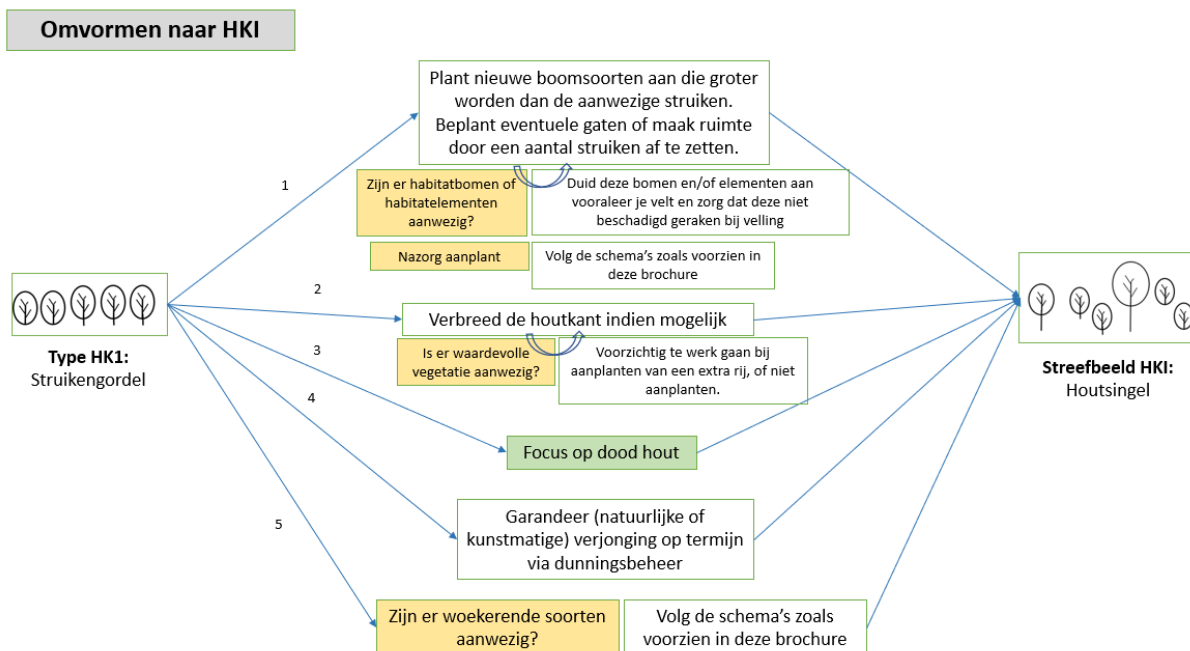 Omvormen naar HKI
Plant nieuwe boomsoorten aan die groter
worden dan de aanwezige struiken.
Beplant eventuele gaten of maak ruimte
door een aantal struiken af te zetten.
1
Zijn er habitatbomen of
habitatelementen
aanwezig?
Duid deze bomen en/of elementen aan
vooraleer je velt en zorg dat deze niet
beschadigd geraken bij velling
Nazorg aanplant
Volg de schema’s zoals voorzien in
deze brochure
2
Verbreed de houtkant indien mogelijk
Type HK1:
Struikengordel
3
Is er waardevolle
vegetatie aanwezig?
Voorzichtig te werk gaan bij
aanplanten van een extra rij, of niet
aanplanten.
Streefbeeld HKI:
Houtsingel
4
Focus op dood hout
Garandeer (natuurlijke of
kunstmatige) verjonging op termijn
via dunningsbeheer
5
Zijn er woekerende soorten
aanwezig?
Volg de schema’s zoals
voorzien in deze brochure